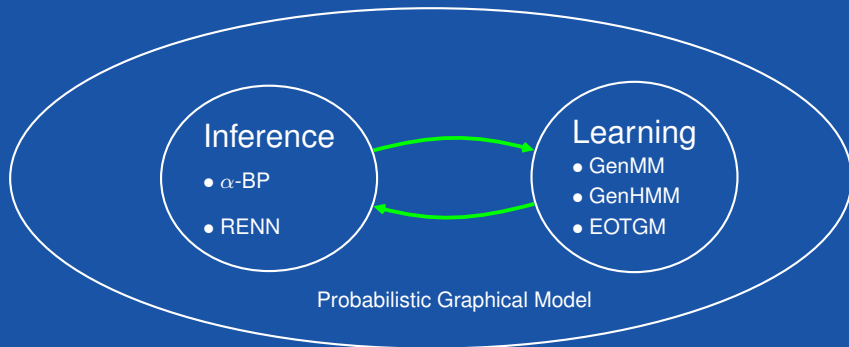 Inference
● α-BP
● RENN
Learning
● GenMM
● GenHMM
● EOTGM
Probabilistic Graphical Model